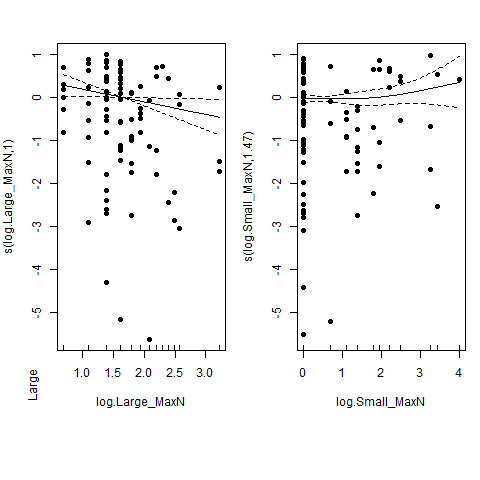 s(log.Large_MaxN,1)
1
0
-1
-2
-3
-4
-5
1.0 1.5 2.0 2.5 3.0
log.Large_MaxN
Large
s(log.Small_MaxN,1.47)
1
0
-1
-2
-3
-4
-5
0 1 2 3 4
log.Small_MaxN